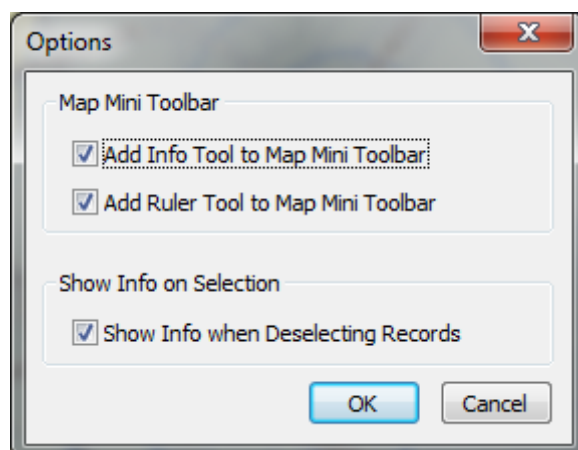 Options
Map Mini Toolbar
Add Info Tool to Map Mini Toolbar
Add Ruler Tool to Map Mini Toolbar
Show Info on Selection
Show Info when Deselecting Records
OK Cancel